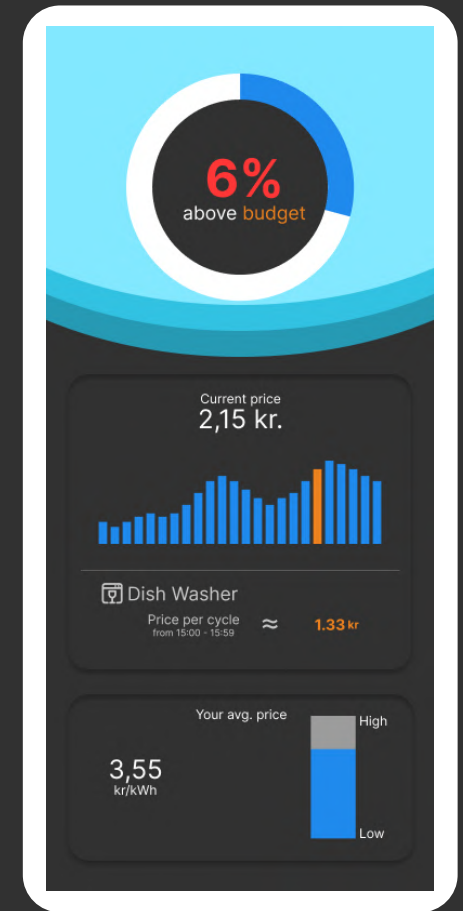 6%
above budget
Current price
2,15 kr.
Dish Washer
Price per cycle
from 15:00 - 15:59
≈
1.33 kr
Your avg. price
High
3,55
kr/kWh
Low